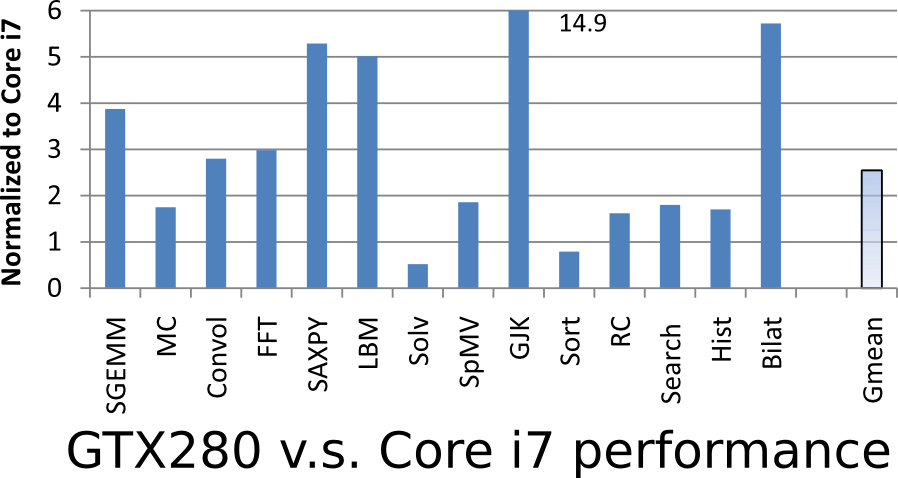 Normalized to Core i7
6
5
4
3
2
1
0
14.9
SGEMM
MC
Convol
FFT
SAXPY
LBM
Solv
SpMV
GJK
Sort
RC
Search
Hist
Bilat
Gmean
GTX280 v.s. Core i7 performance